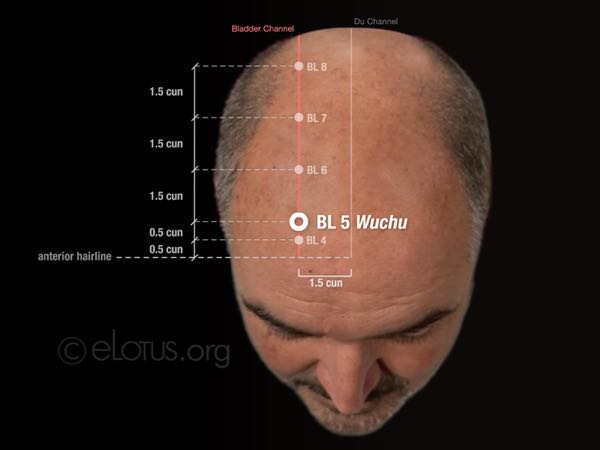 Du Channel
Bladder Channel
BL 8
1.5 cun
BL 7
1.5 cun
BL 6
1.5 cun
BL 5 Wuchu
0.5 cun
BL 4
0.5 cun
anterior hairline
1.5 cun
© eLotus.org